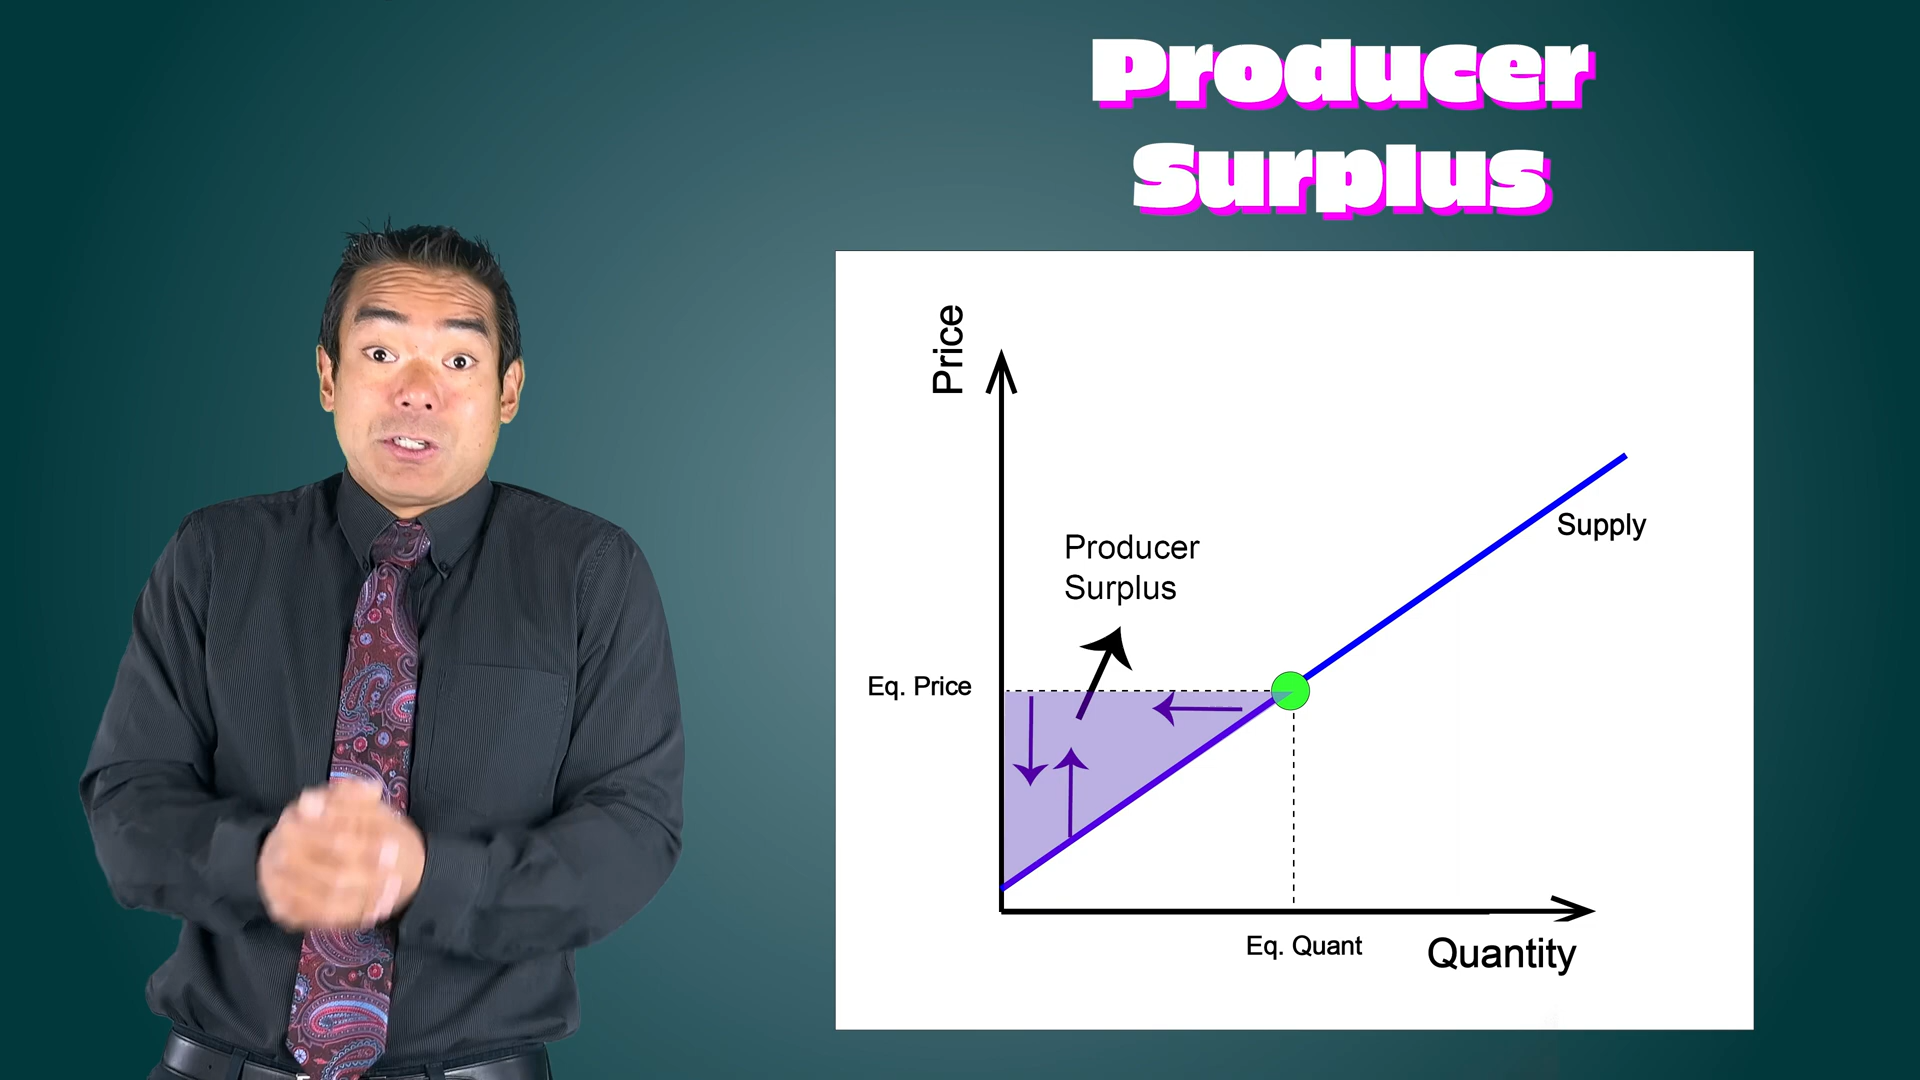 Producer
Surplus
Price
Supply
Producer
Surplus
Eq. Price
Eq. Quant
Quantity